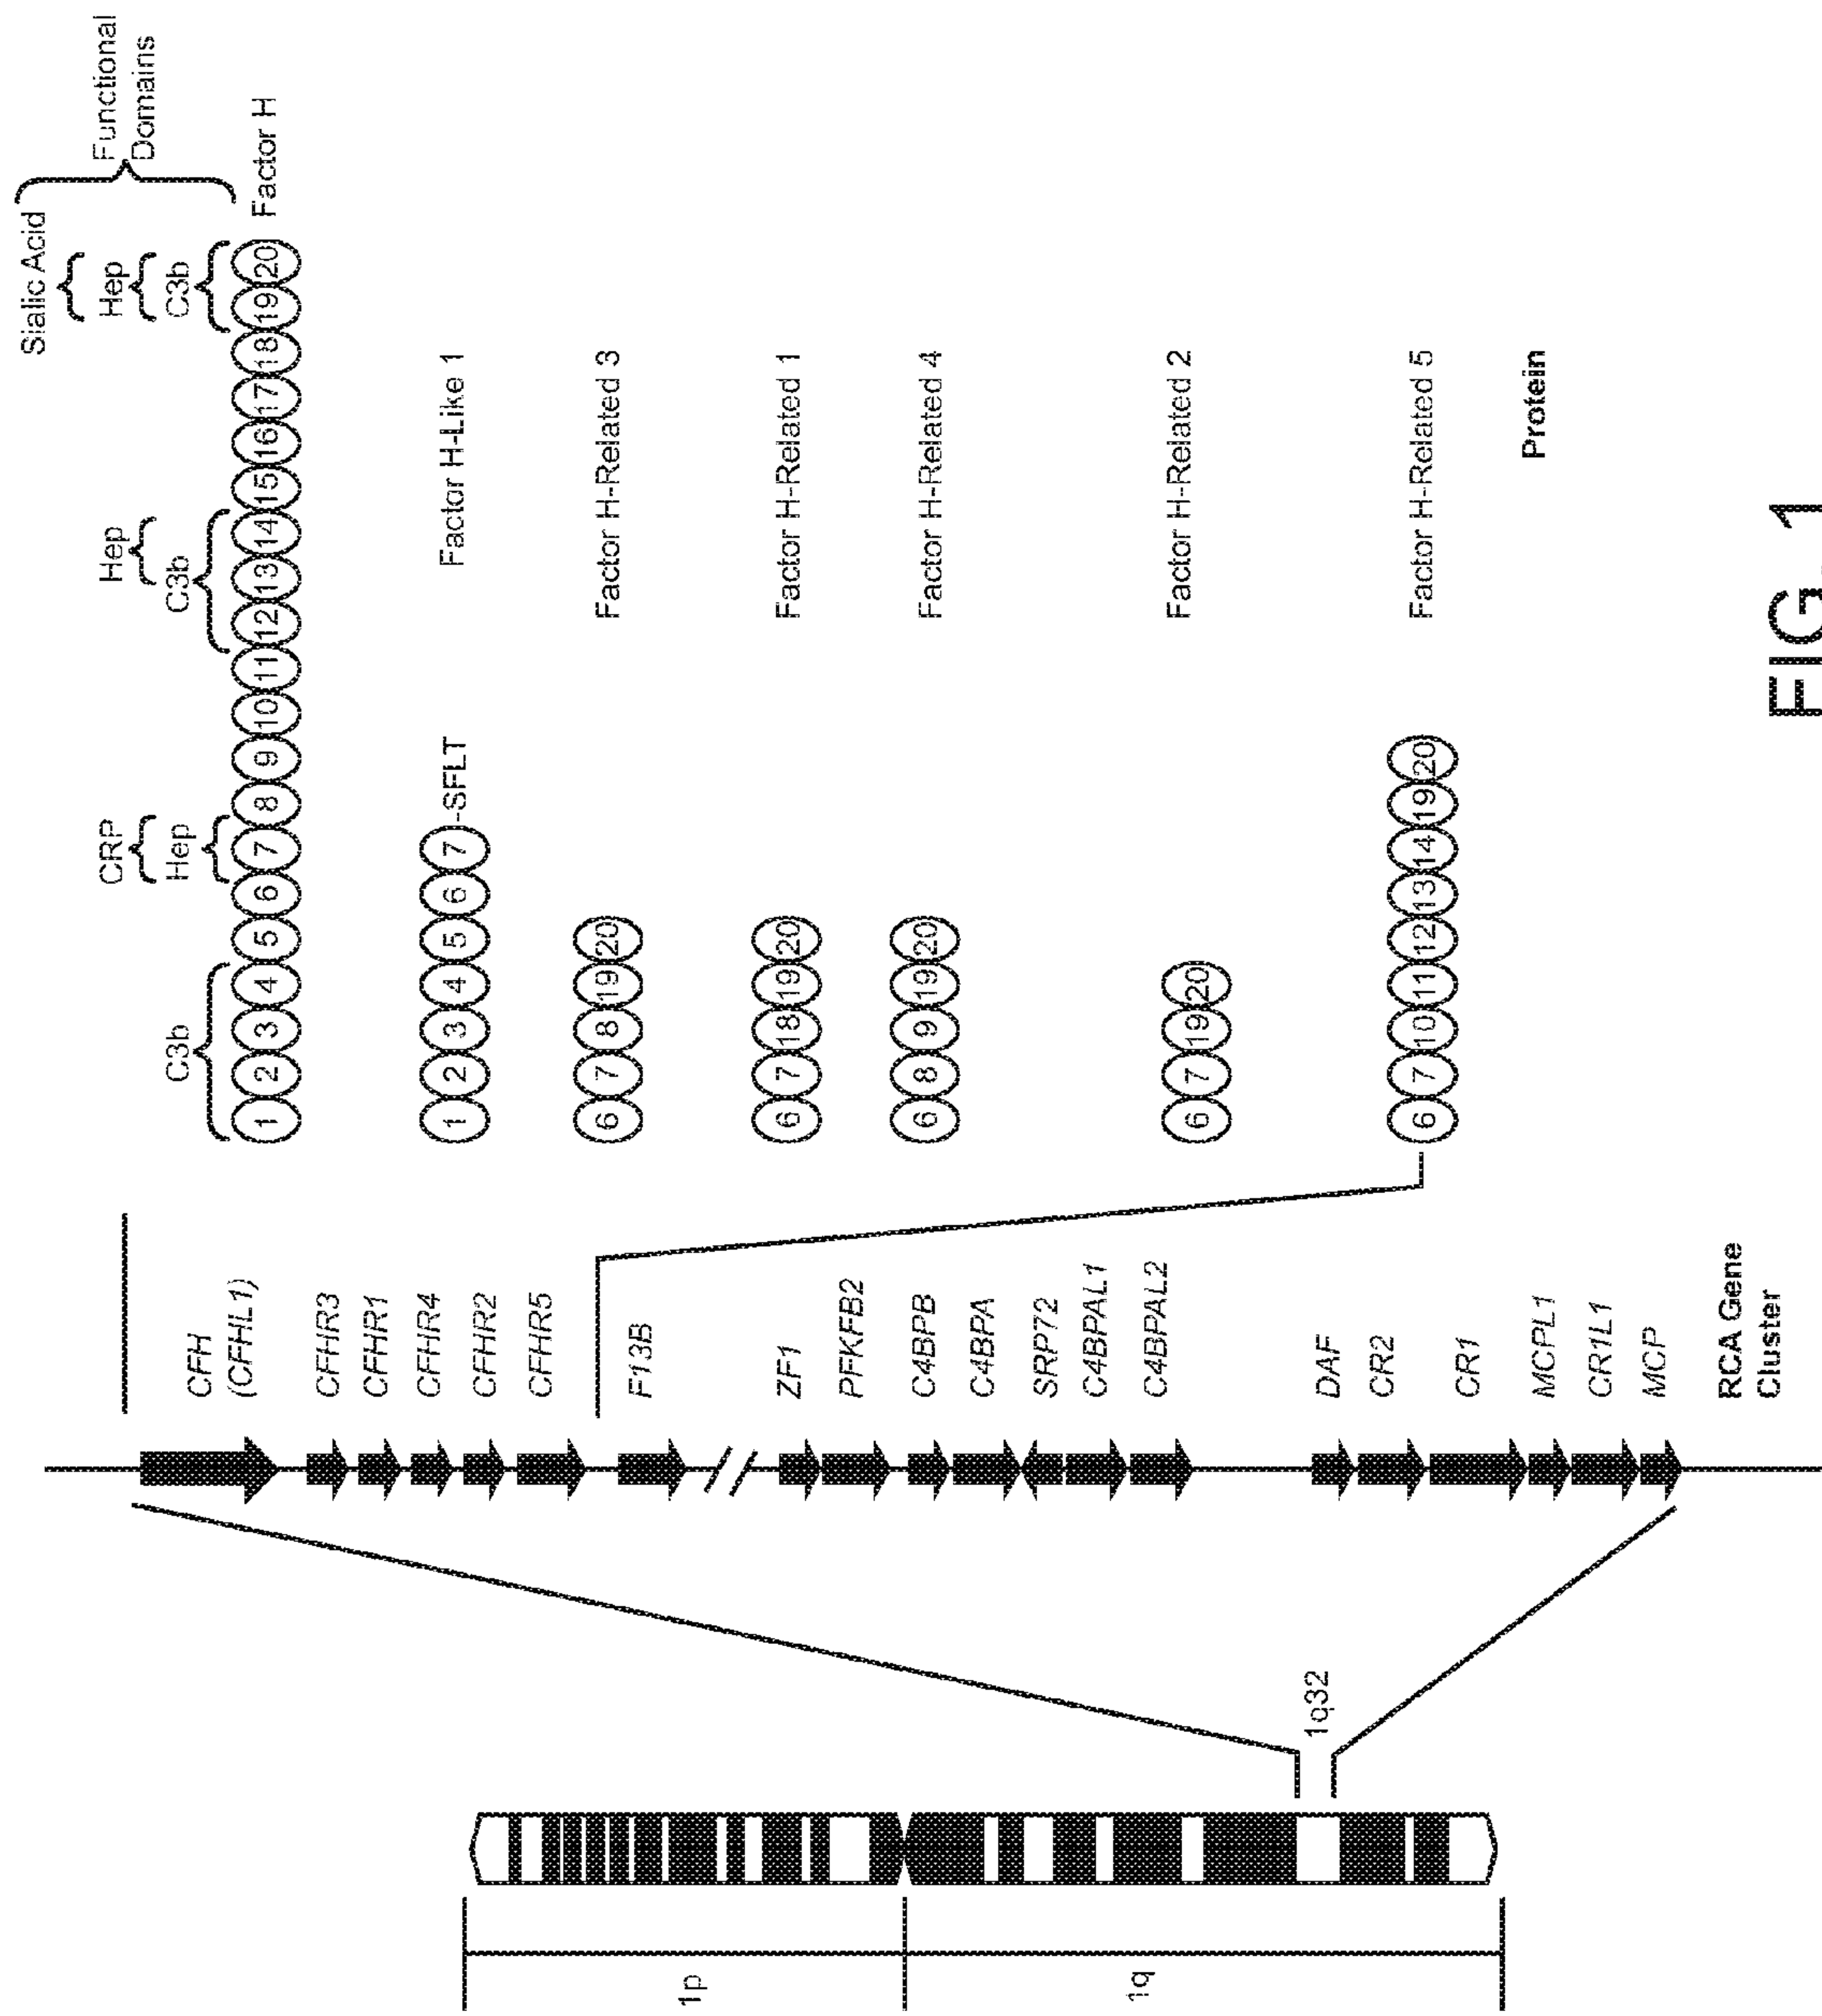 1p
1q
1q32
CFH
(CFHL1)
CFHR3
CFHR1
CFHR4
CFHR2
CFHR5
F13B
ZF1
PFKFB2
C4BPB
C4BPA
SRP72
C4BPAL1
C4BPAL2
DAF
CR2
CR1
MCPL1
CR1L1
MCP
RCA Gene
Cluster
Sialic Acid
Functional
Domains
CRP
Hep
Hep
C3b
Hep
C3b
C3b
Hep
1 2 3 4 5 6 7 8 9 10 11 12 13 14 15 16 17 18 19 20 Factor H
1 2 3 4 5 6 7 -SFLT Factor H-Like 1
6 7 8 19 20 Factor H-Related 3
6 7 18 19 20 Factor H-Related 1
6 8 9 19 20 Factor H-Related 4
6 7 19 20 Factor H-Related 2
6 7 10 11 12 13 14 19 20 Factor H-Related 5
Protein
FIG. 1